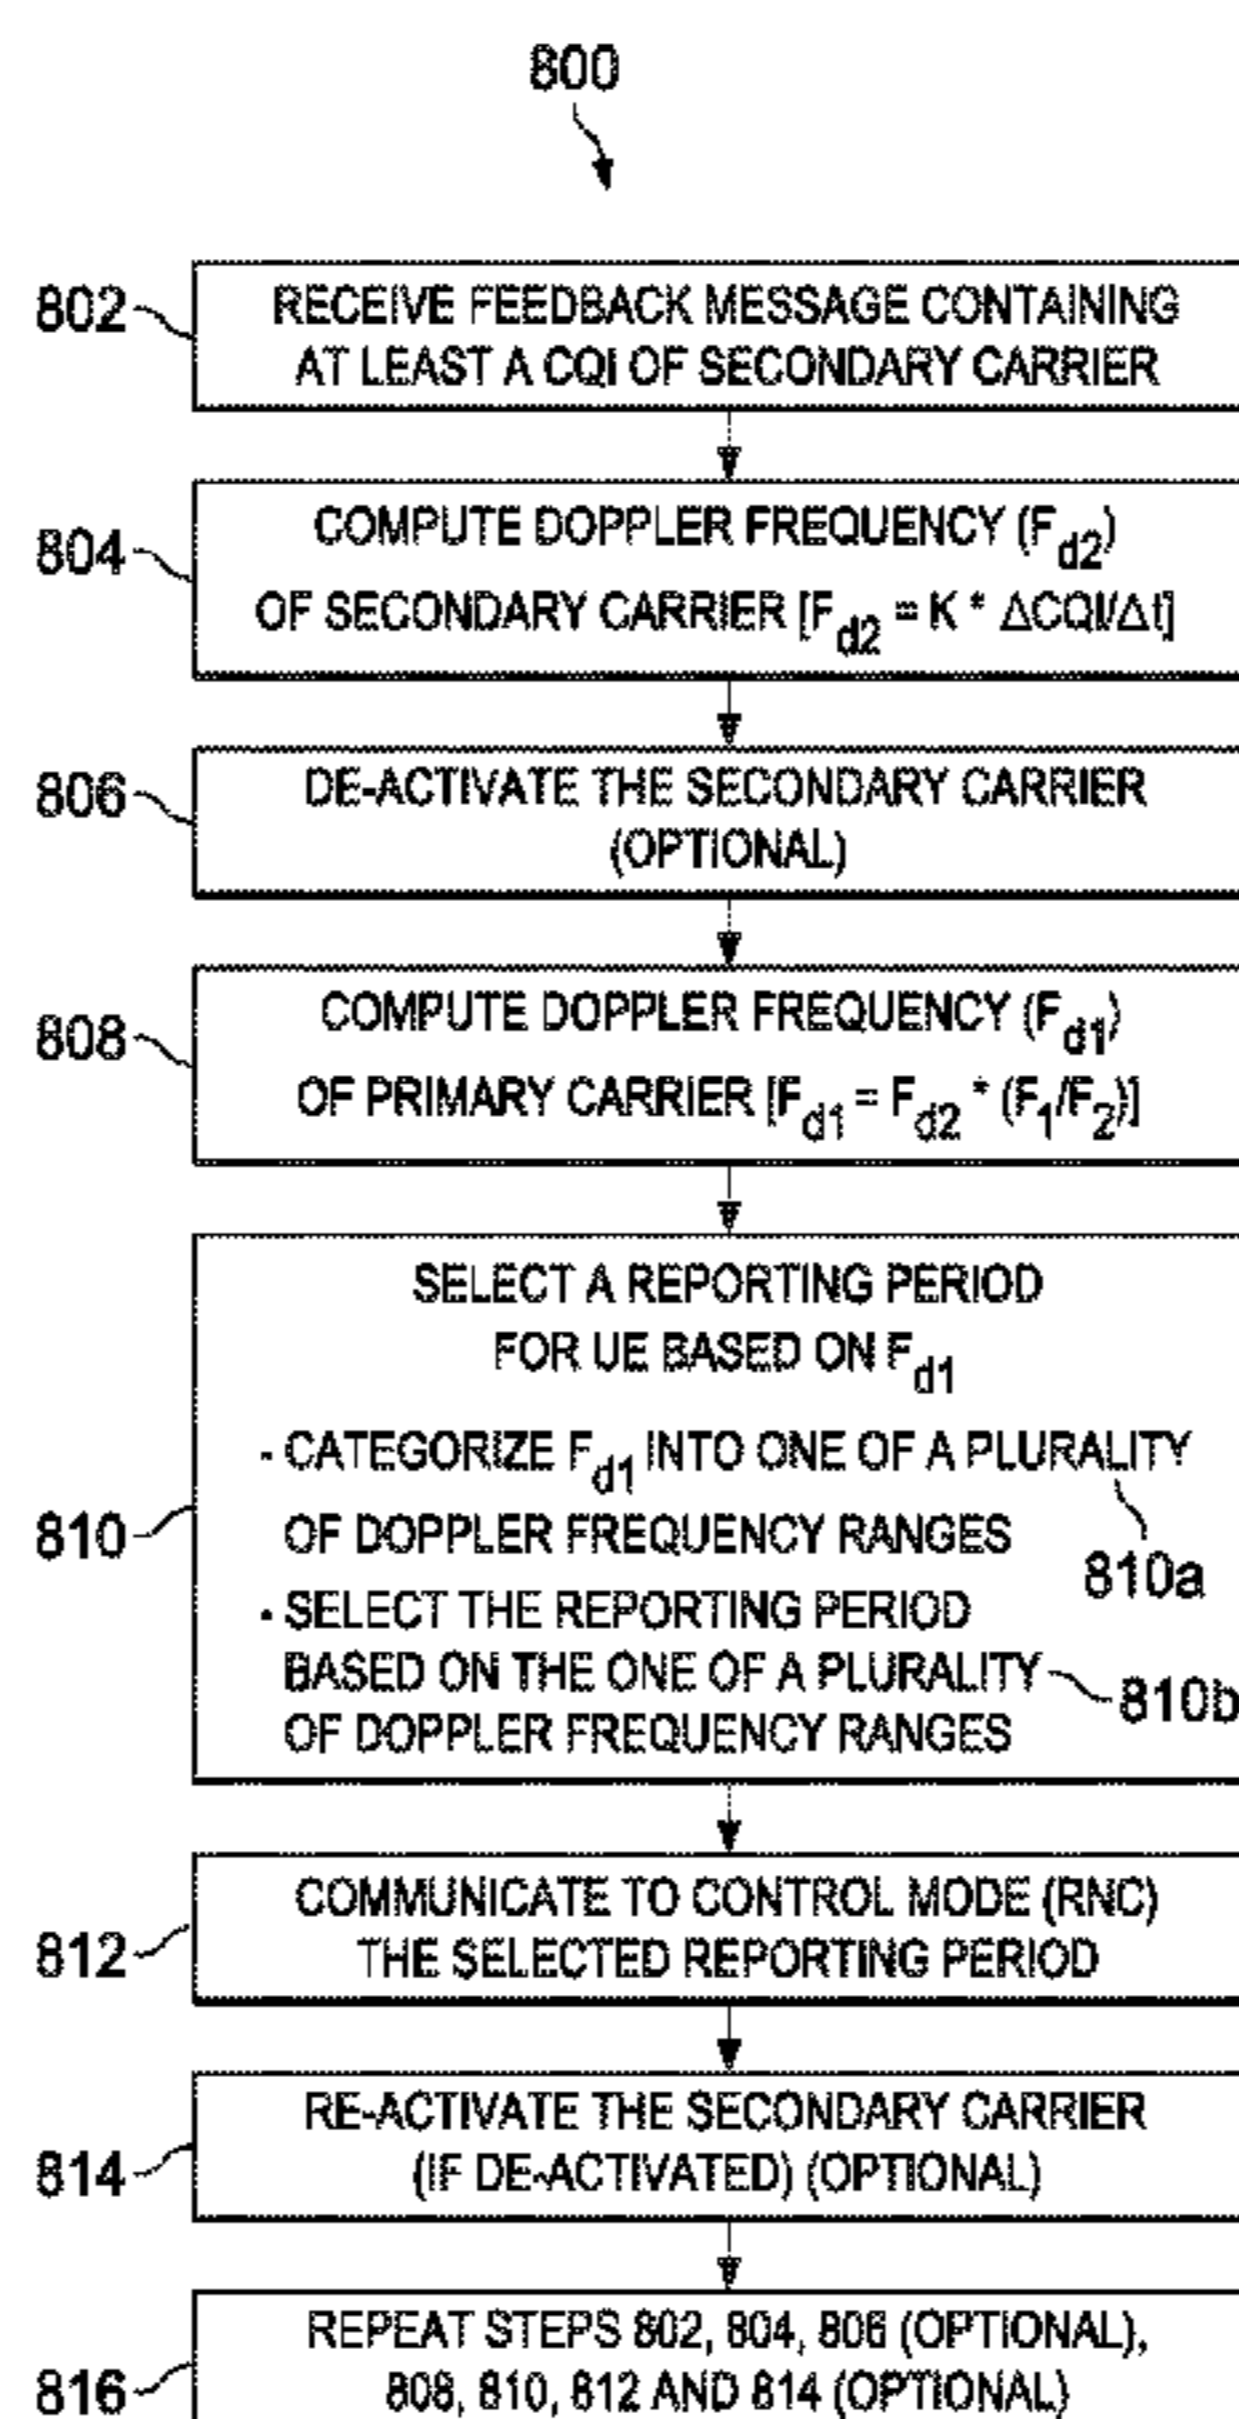 800
802
RECEIVE FEEDBACK MESSAGE CONTAINING
AT LEAST A CQI OF SECONDARY CARRIER
804
COMPUTE DOPPLER FREQUENCY (Fd2)
OF SECONDARY CARRIER [Fd2 = K * ΔCQI/Δt]
806
DE-ACTIVATE THE SECONDARY CARRIER
(OPTIONAL)
808
COMPUTE DOPPLER FREQUENCY (Fd1)
OF PRIMARY CARRIER [Fd1 = Fd2 * (F1/F2)]
810
SELECT A REPORTING PERIOD
FOR UE BASED ON Fd1
- CATEGORIZE Fd1 INTO ONE OF A PLURALITY
OF DOPPLER FREQUENCY RANGES
810a
- SELECT THE REPORTING PERIOD
BASED ON THE ONE OF A PLURALITY
810b
OF DOPPLER FREQUENCY RANGES
812
COMMUNICATE TO CONTROL MODE (RNC)
THE SELECTED REPORTING PERIOD
814
RE-ACTIVATE THE SECONDARY CARRIER
(IF DE-ACTIVATED) (OPTIONAL)
816
REPEAT STEPS 802, 804, 806 (OPTIONAL),
808, 810, 812 AND 814 (OPTIONAL)